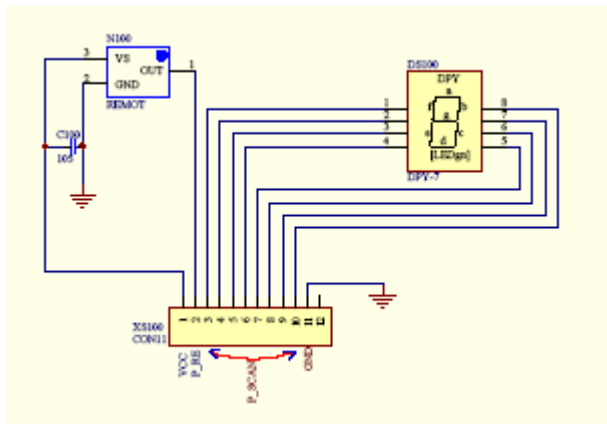 N100
3
VS
1
OUT
2
GND
REMOT
C100
105
DS100
DPY
a
1
f
b
8
2
g
7
3
e
c
6
4
d
5
[LEDgn]
DPY-7
1 2 3 4 5 6 7 8 9 10 11 12
XS100
CON11
VCC
P_RE
P_SCAN
GND